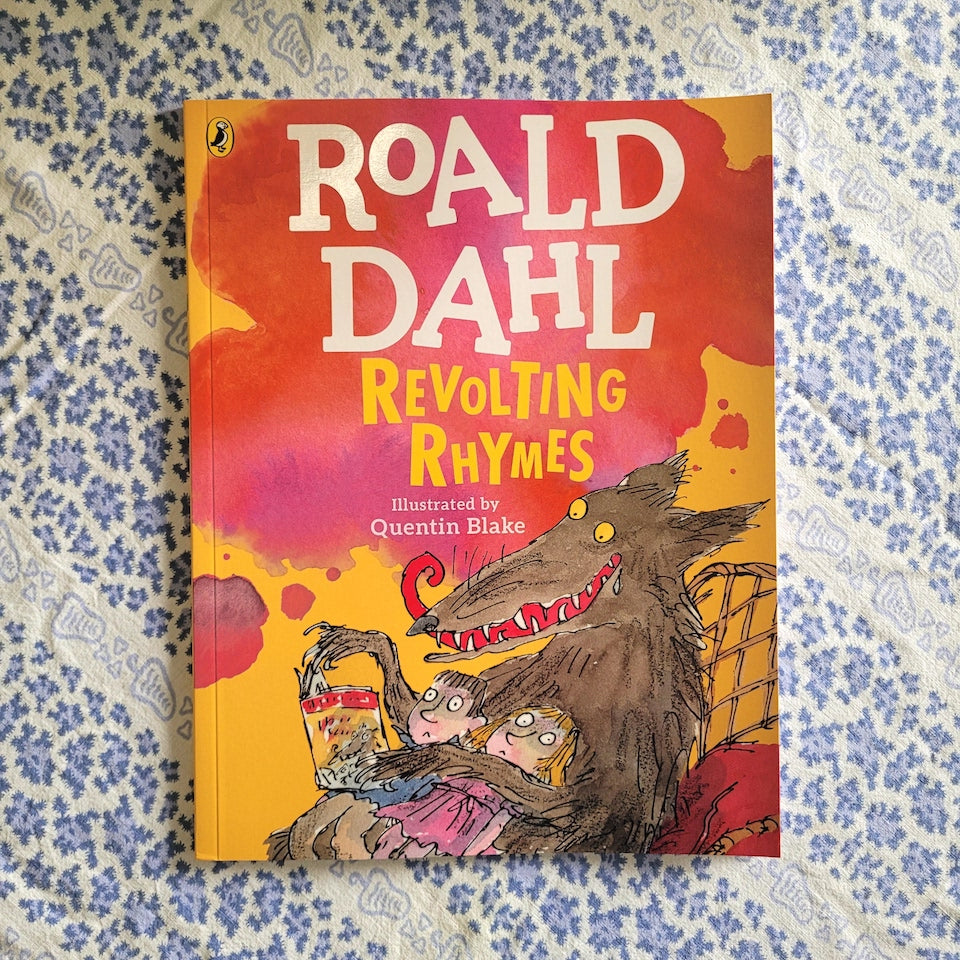 ROALD
DAHL
REVOLTING
RHYMES
Illustrated by
Quentin Blake